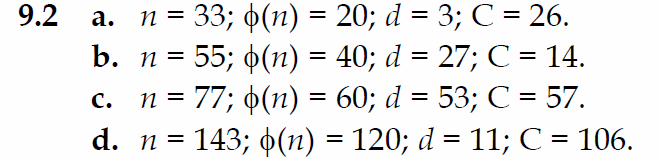 9.2 a. n = 33; ϕ(n) = 20; d = 3; C = 26.
b. n = 55; ϕ(n) = 40; d = 27; C = 14.
c. n = 77; ϕ(n) = 60; d = 53; C = 57.
d. n = 143; ϕ(n) = 120; d = 11; C = 106.